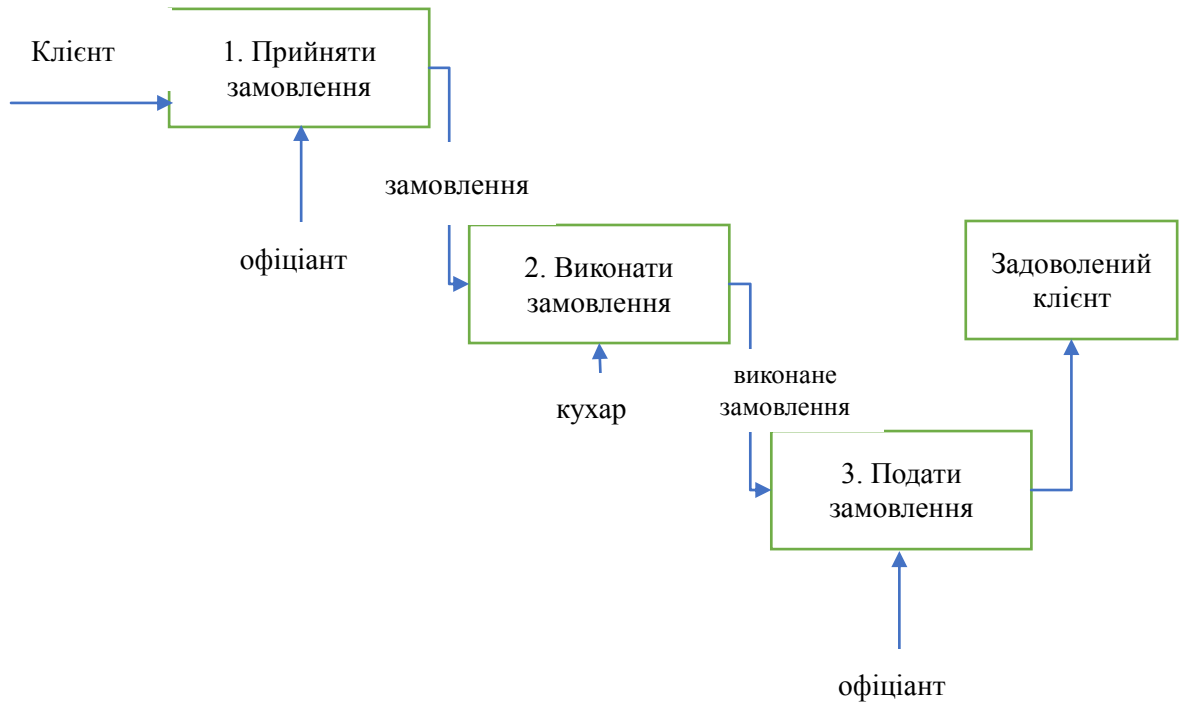 Клієнт
1. Прийняти
замовлення
замовлення
офіціант
2. Виконати
замовлення
Задоволений
клієнт
кухар
виконане
замовлення
3. Подати
замовлення
офіціант